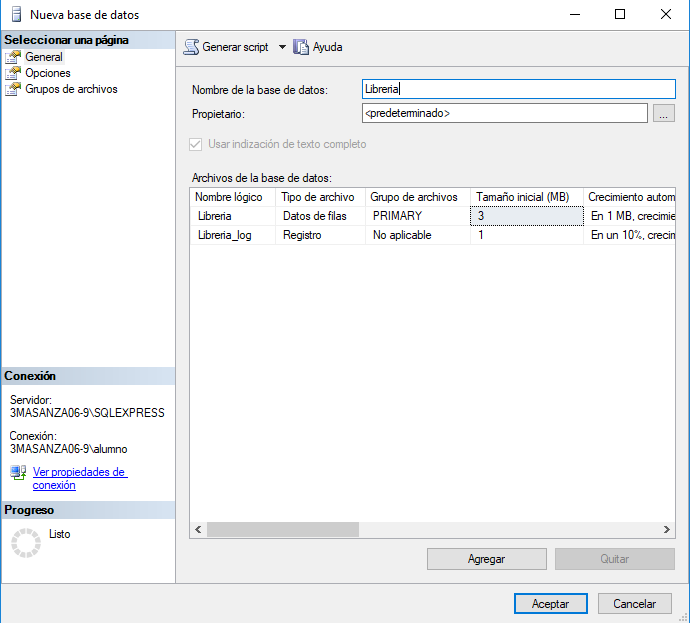 Nueva base de datos
Seleccionar una página
General
Opciones
Grupos de archivos
Generar script
Ayuda
Nombre de la base de datos:
Libreria
Propietario:
<predeterminado>
...
Usar indización de texto completo
Archivos de la base de datos:
Nombre lógico Tipo de archivo Grupo de archivos Tamaño inicial (MB) Crecimiento autom
Libreria Datos de filas PRIMARY 3 En 1 MB, crecimie
Libreria_log Registro No aplicable 1 En un 10%, crecin
Conexión
Servidor:
3MASANZA06-9\SQLEXPRESS
Conexión:
3MASANZA06-9\alumno
Ver propiedades de
conexión
Progreso
Listo
Agregar
Quitar
Aceptar
Cancelar